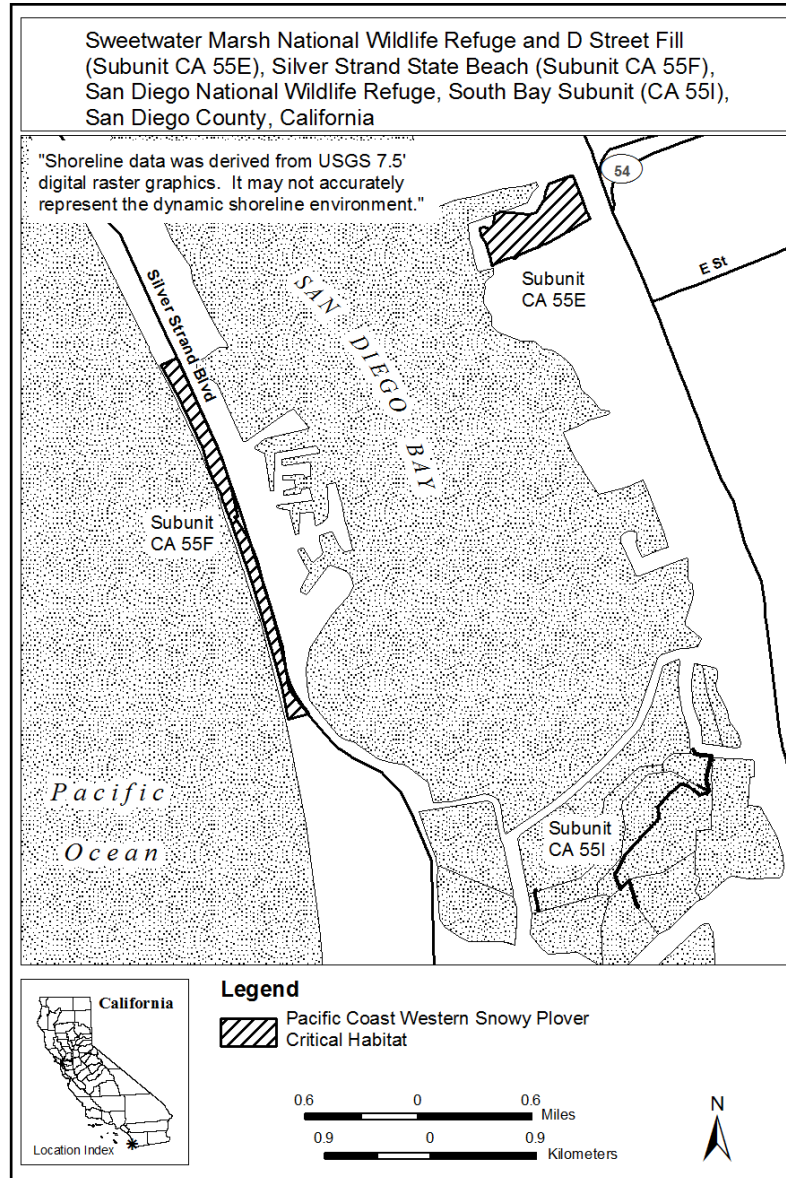 Sweetwater Marsh National Wildlife Refuge and D Street Fill
(Subunit CA 55E), Silver Strand State Beach (Subunit CA 55F),
San Diego National Wildlife Refuge, South Bay Subunit (CA 55I),
San Diego County, California
"Shoreline data was derived from USGS 7.5'
digital raster graphics.  It may not accurately
represent the dynamic shoreline environment."
54
Silver Strand Blvd
SAN DIEGO BAY
Subunit
CA 55E
E St
Subunit
CA 55F
Pacific
Ocean
Subunit
CA 55I
California
Location Index
Legend
Pacific Coast Western Snowy Plover
Critical Habitat
0.6 0 0.6
Miles
0.9 0 0.9
Kilometers
N